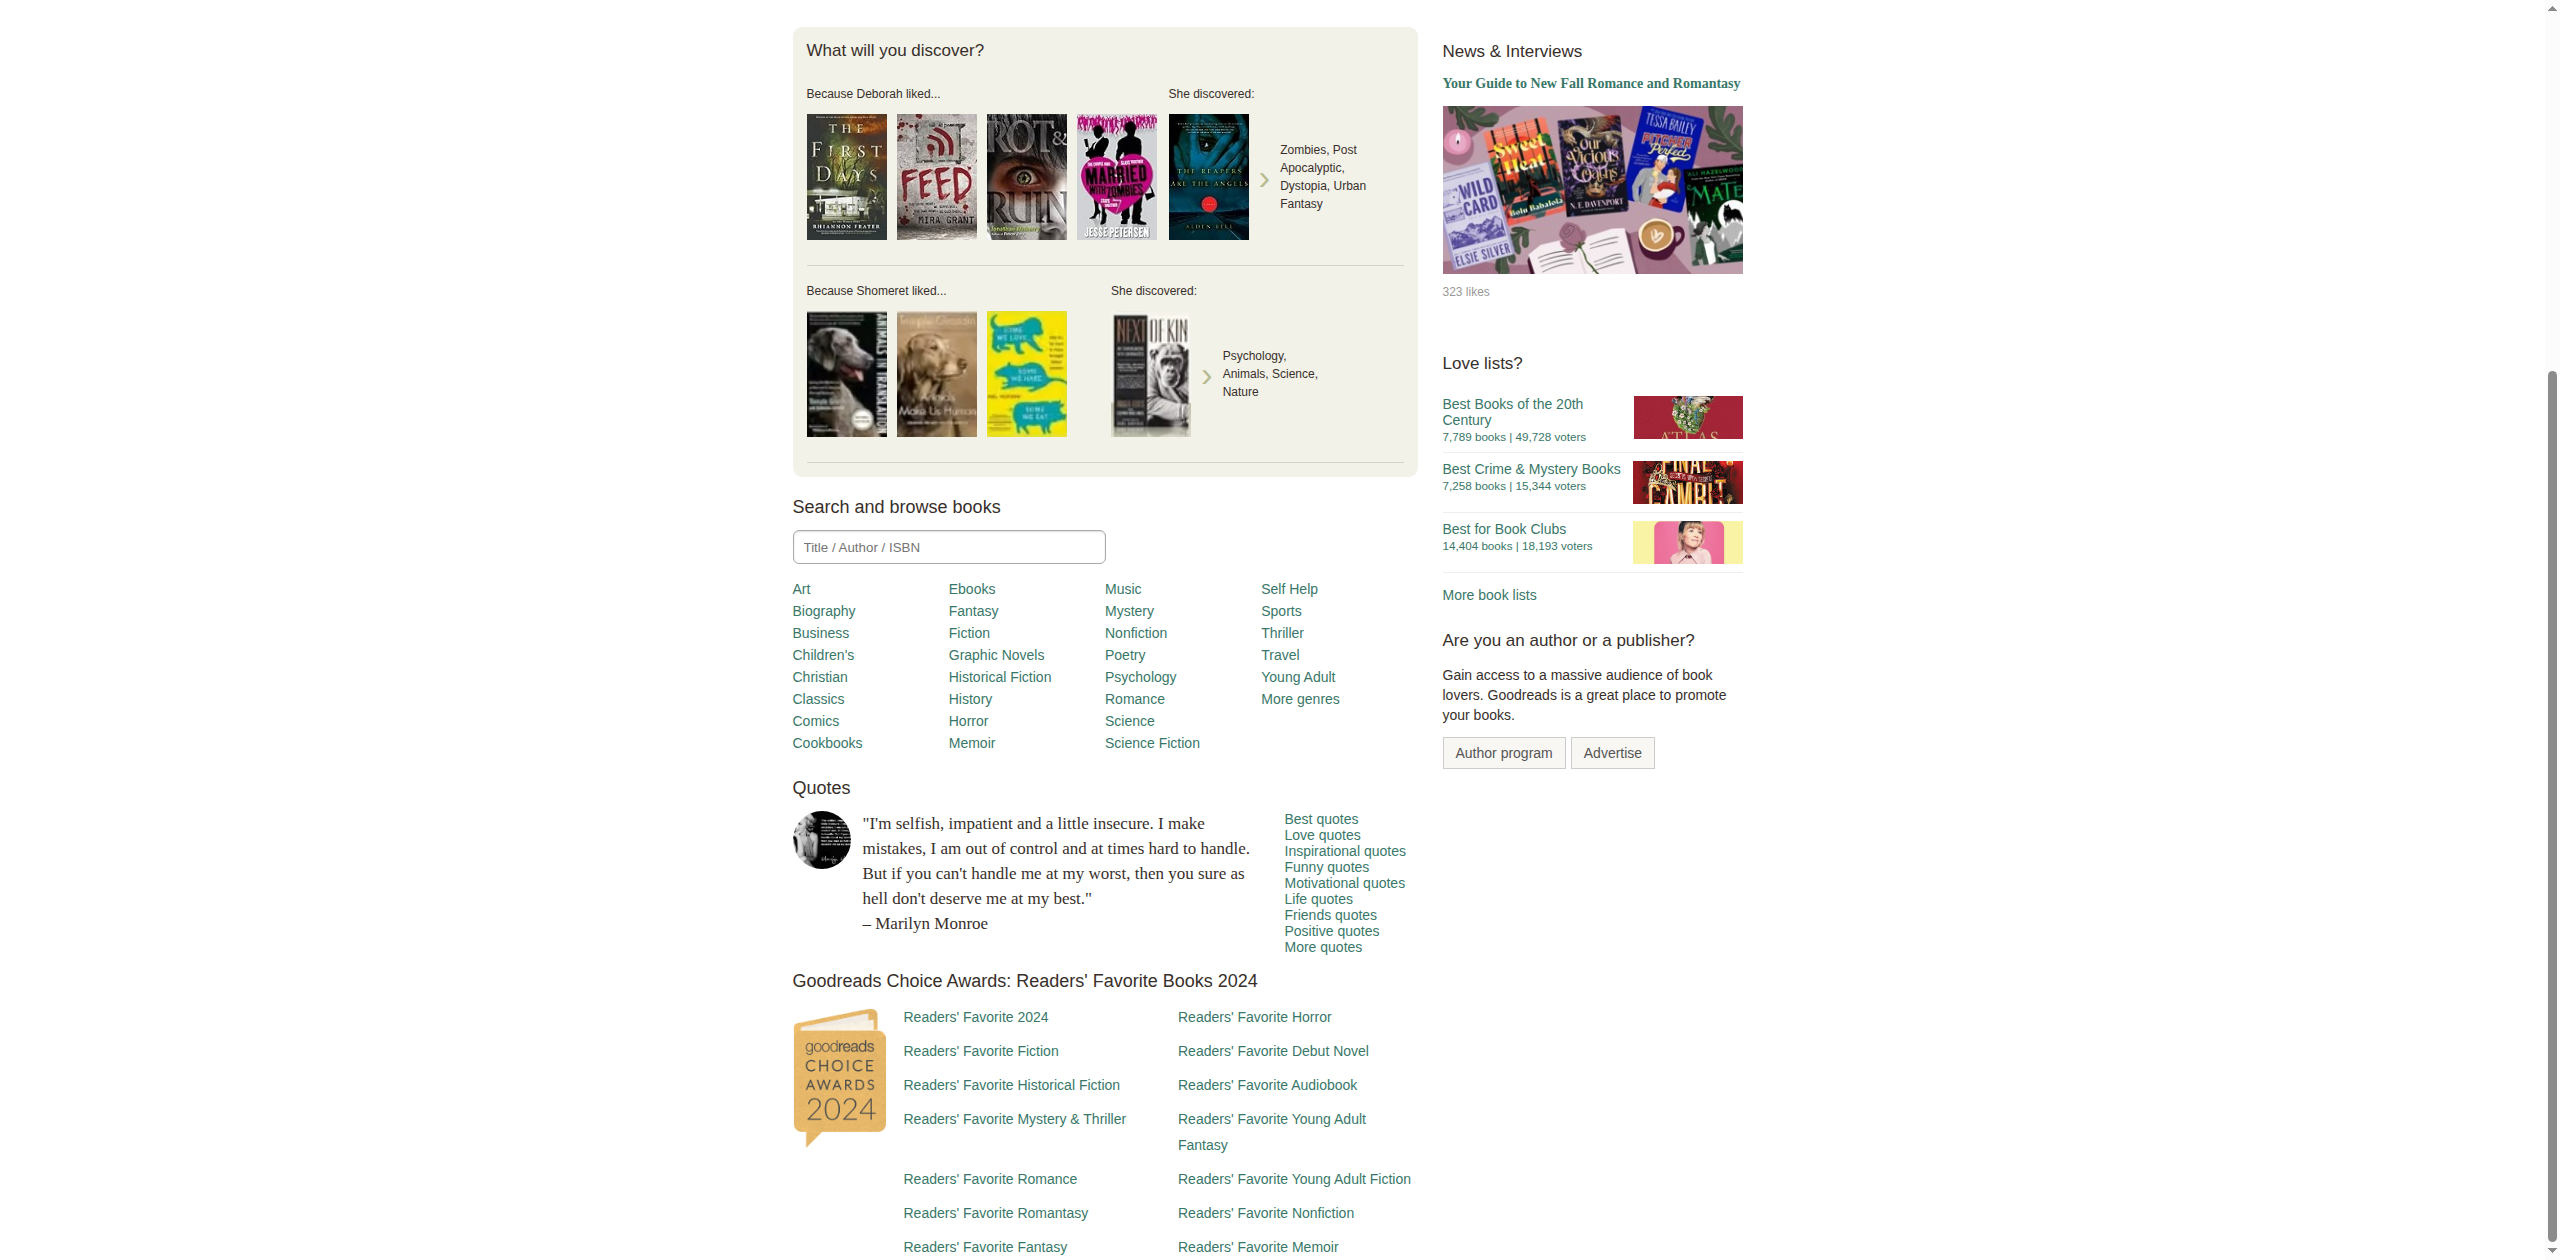 What will you discover?
Because Deborah liked...
She discovered:
THE
FIRST
DAYS
RHIANNON FRATER
FEED
MIRA GRANT
ROT &
RUIN
MARRIED
WITH ZOMBIES
JESSE PETERSEN
THE REAPERS
ARE THE ANGELS
ALDEN BELL
Zombies, Post
Apocalyptic,
Dystopia, Urban
Fantasy
Because Shomeret liked...
She discovered:
ANIMALS IN TRANSLATION
Temple Grandin
Animals
Make Us Human
SOME
WE LOVE
SOME
WE HATE
SOME
WE EAT
NEXT OF KIN
Psychology,
Animals, Science,
Nature
Search and browse books
Title / Author / ISBN
Art
Biography
Business
Children's
Christian
Classics
Comics
Cookbooks
Ebooks
Fantasy
Fiction
Graphic Novels
Historical Fiction
History
Horror
Memoir
Music
Mystery
Nonfiction
Poetry
Psychology
Romance
Science
Science Fiction
Self Help
Sports
Thriller
Travel
Young Adult
More genres
Quotes
"I'm selfish, impatient and a little insecure. I make
mistakes, I am out of control and at times hard to handle.
But if you can't handle me at my worst, then you sure as
hell don't deserve me at my best."
– Marilyn Monroe
Best quotes
Love quotes
Inspirational quotes
Funny quotes
Motivational quotes
Life quotes
Friends quotes
Positive quotes
More quotes
Goodreads Choice Awards: Readers' Favorite Books 2024
goodreads
CHOICE
AWARDS
2024
Readers' Favorite 2024
Readers' Favorite Fiction
Readers' Favorite Historical Fiction
Readers' Favorite Mystery & Thriller
Readers' Favorite Romance
Readers' Favorite Romantasy
Readers' Favorite Fantasy
Readers' Favorite Horror
Readers' Favorite Debut Novel
Readers' Favorite Audiobook
Readers' Favorite Young Adult
Fantasy
Readers' Favorite Young Adult Fiction
Readers' Favorite Nonfiction
Readers' Favorite Memoir
News & Interviews
Your Guide to New Fall Romance and Romantasy
WILD
CARD
ELSIE SILVER
Sweet
Heat
Bolu Babalola
Our
Vicious
Oaths
N. E. DAVENPORT
TESSA BAILEY
PITCHER
Perfect
ALI HAZELWOOD
MATE
323 likes
Love lists?
Best Books of the 20th
Century
7,789 books | 49,728 voters
ATLAS
Best Crime & Mystery Books
7,258 books | 15,344 voters
FINAL
GAMBIT
Best for Book Clubs
14,404 books | 18,193 voters
More book lists
Are you an author or a publisher?
Gain access to a massive audience of book
lovers. Goodreads is a great place to promote
your books.
Author program
Advertise